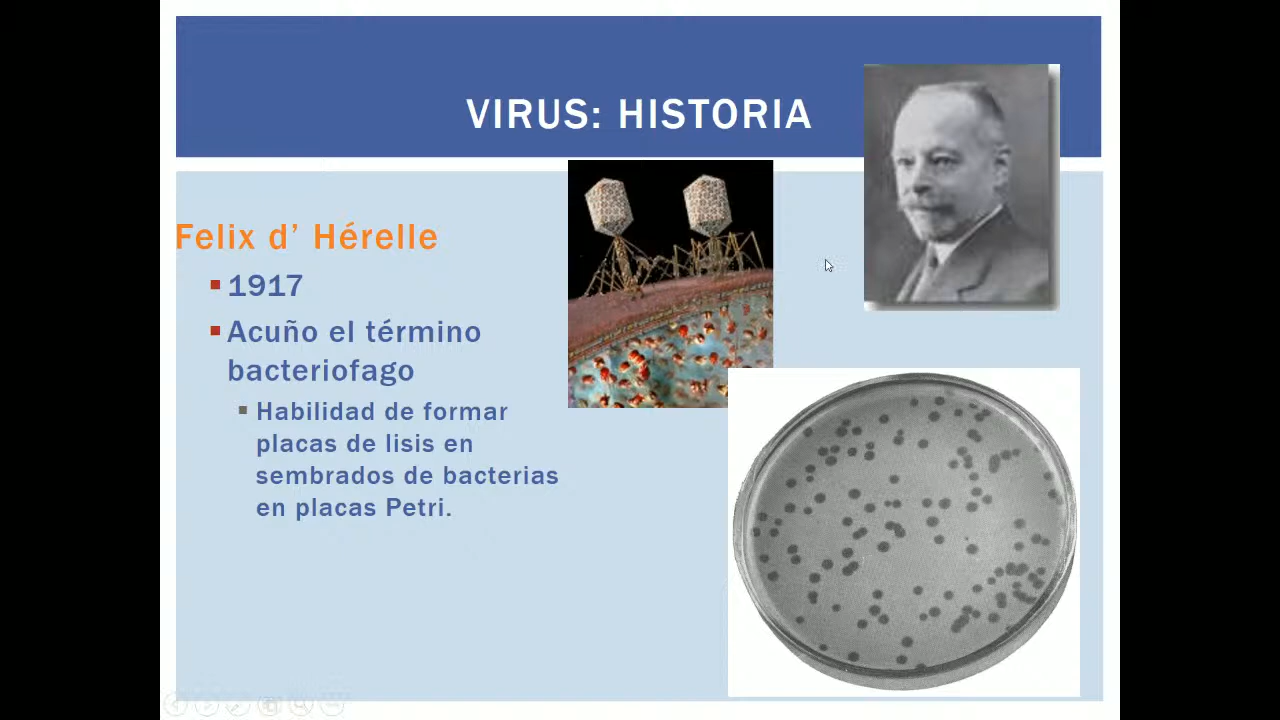 VIRUS: HISTORIA
Felix d’ Hérelle
1917
Acuño el término
bacteriofago
Habilidad de formar
placas de lisis en
sembrados de bacterias
en placas Petri.